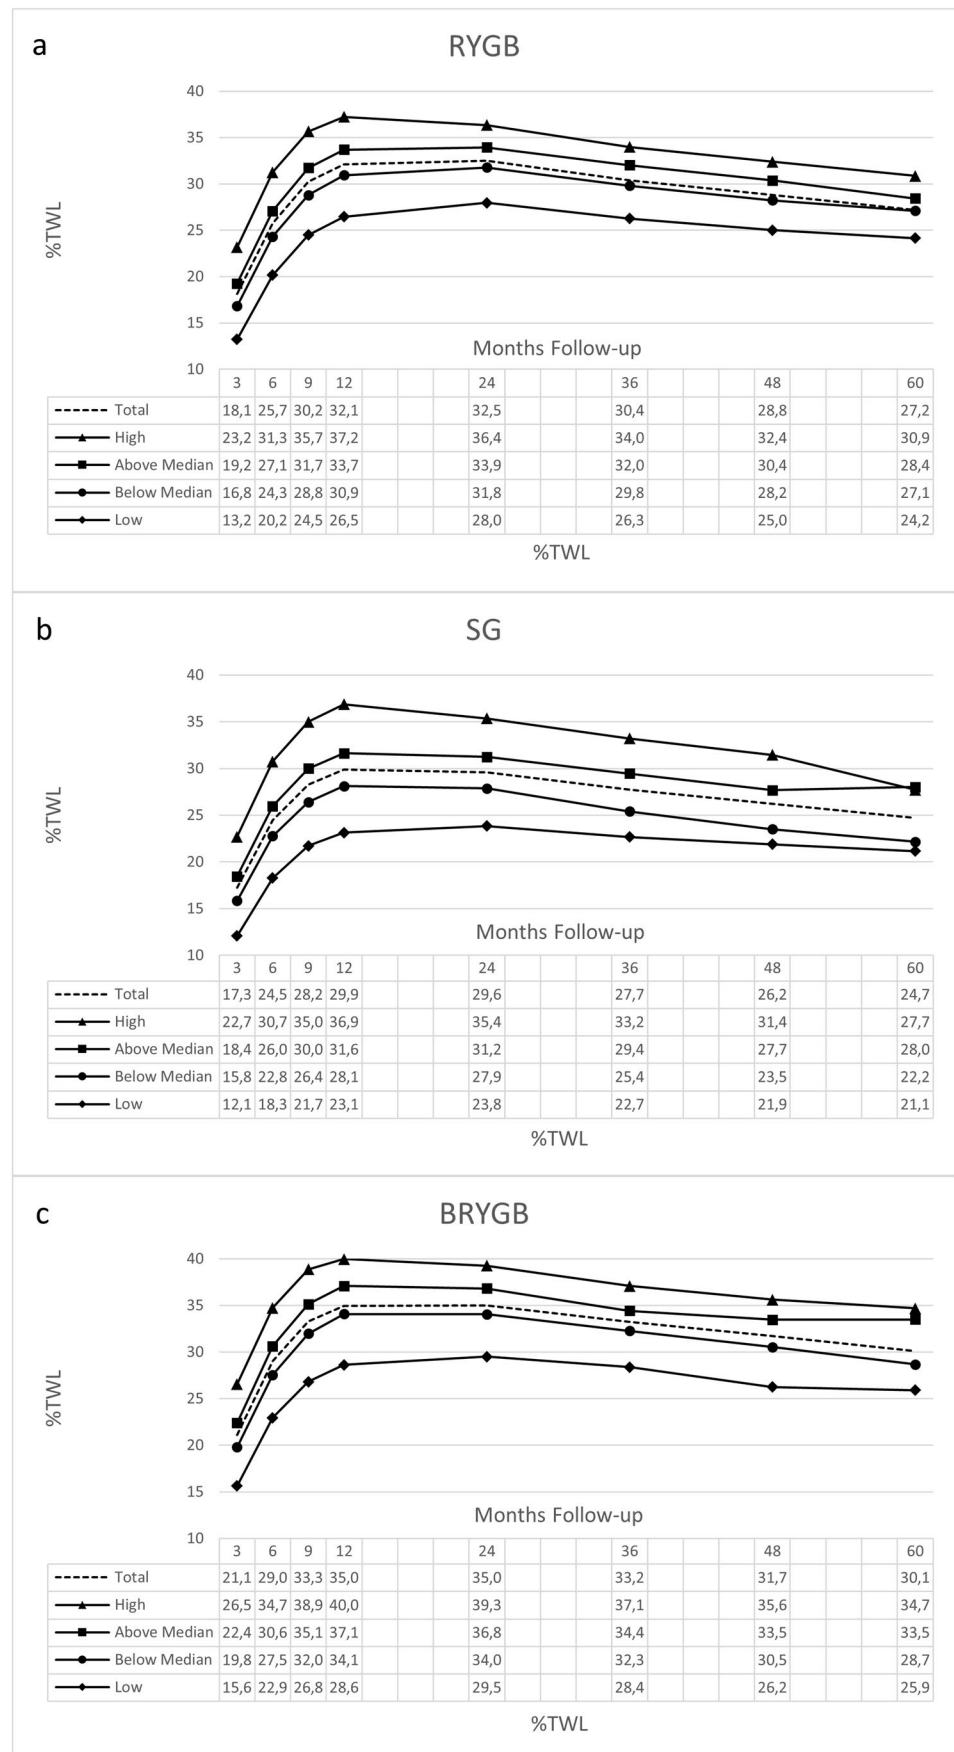 a
RYGB
40
35
30
25
20
15
10
%TWL
Months Follow-up
3 6 9 12 24 36 48 60
Total 18,1 25,7 30,2 32,1 32,5 30,4 28,8 27,2
High 23,2 31,3 35,7 37,2 36,4 34,0 32,4 30,9
Above Median 19,2 27,1 31,7 33,7 33,9 32,0 30,4 28,4
Below Median 16,8 24,3 28,8 30,9 31,8 29,8 28,2 27,1
Low 13,2 20,2 24,5 26,5 28,0 26,3 25,0 24,2
%TWL
b
SG
40
35
30
25
20
15
10
%TWL
Months Follow-up
3 6 9 12 24 36 48 60
Total 17,3 24,5 28,2 29,9 29,6 27,7 26,2 24,7
High 22,7 30,7 35,0 36,9 35,4 33,2 31,4 27,7
Above Median 18,4 26,0 30,0 31,6 31,2 29,4 27,7 28,0
Below Median 15,8 22,8 26,4 28,1 27,9 25,4 23,5 22,2
Low 12,1 18,3 21,7 23,1 23,8 22,7 21,9 21,1
%TWL
c
BRYGB
40
35
30
25
20
15
10
%TWL
Months Follow-up
3 6 9 12 24 36 48 60
Total 21,1 29,0 33,3 35,0 35,0 33,2 31,7 30,1
High 26,5 34,7 38,9 40,0 39,3 37,1 35,6 34,7
Above Median 22,4 30,6 35,1 37,1 36,8 34,4 33,5 33,5
Below Median 19,8 27,5 32,0 34,1 34,0 32,3 30,5 28,7
Low 15,6 22,9 26,8 28,6 29,5 28,4 26,2 25,9
%TWL